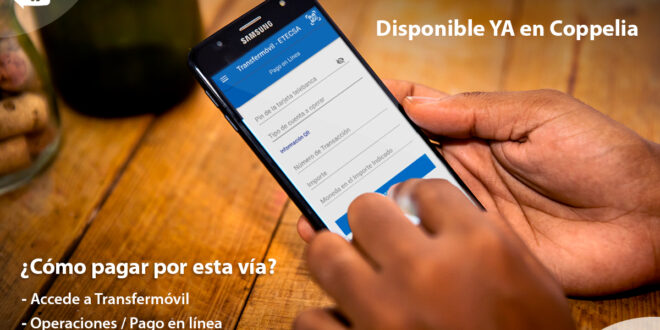 Disponible YA en Coppelia
SAMSUNG
Transfermóvil - ETECSA
Pago en Línea
Pin de la tarjeta telebanca
Tipo de cuenta a operar
Información QR
Número de Transacción
Importe
Moneda en el Importe Indicado
¿Cómo pagar por esta vía?
- Accede a Transfermóvil
- Operaciones / Pago en línea